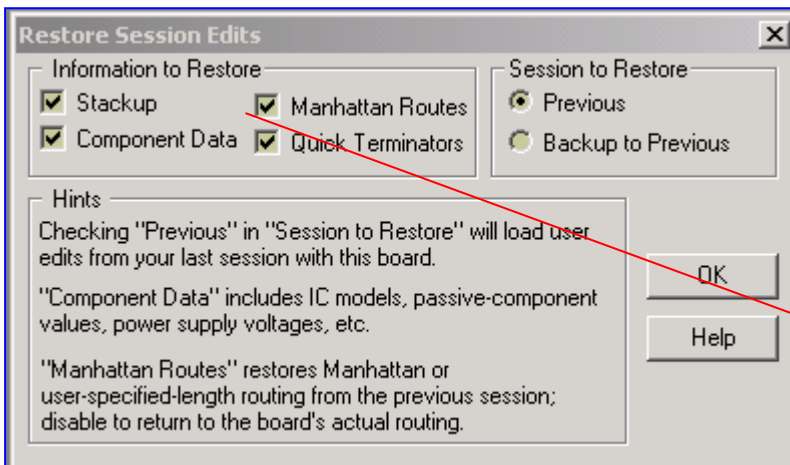 Restore Session Edits
Information to Restore
Stackup
Manhattan Routes
Component Data
Quick Terminators
Session to Restore
Previous
Backup to Previous
Hints
Checking "Previous" in "Session to Restore" will load user
edits from your last session with this board.
"Component Data" includes IC models, passive-component
values, power supply voltages, etc.
"Manhattan Routes" restores Manhattan or
user-specified-length routing from the previous session;
disable to return to the board's actual routing.
OK
Help